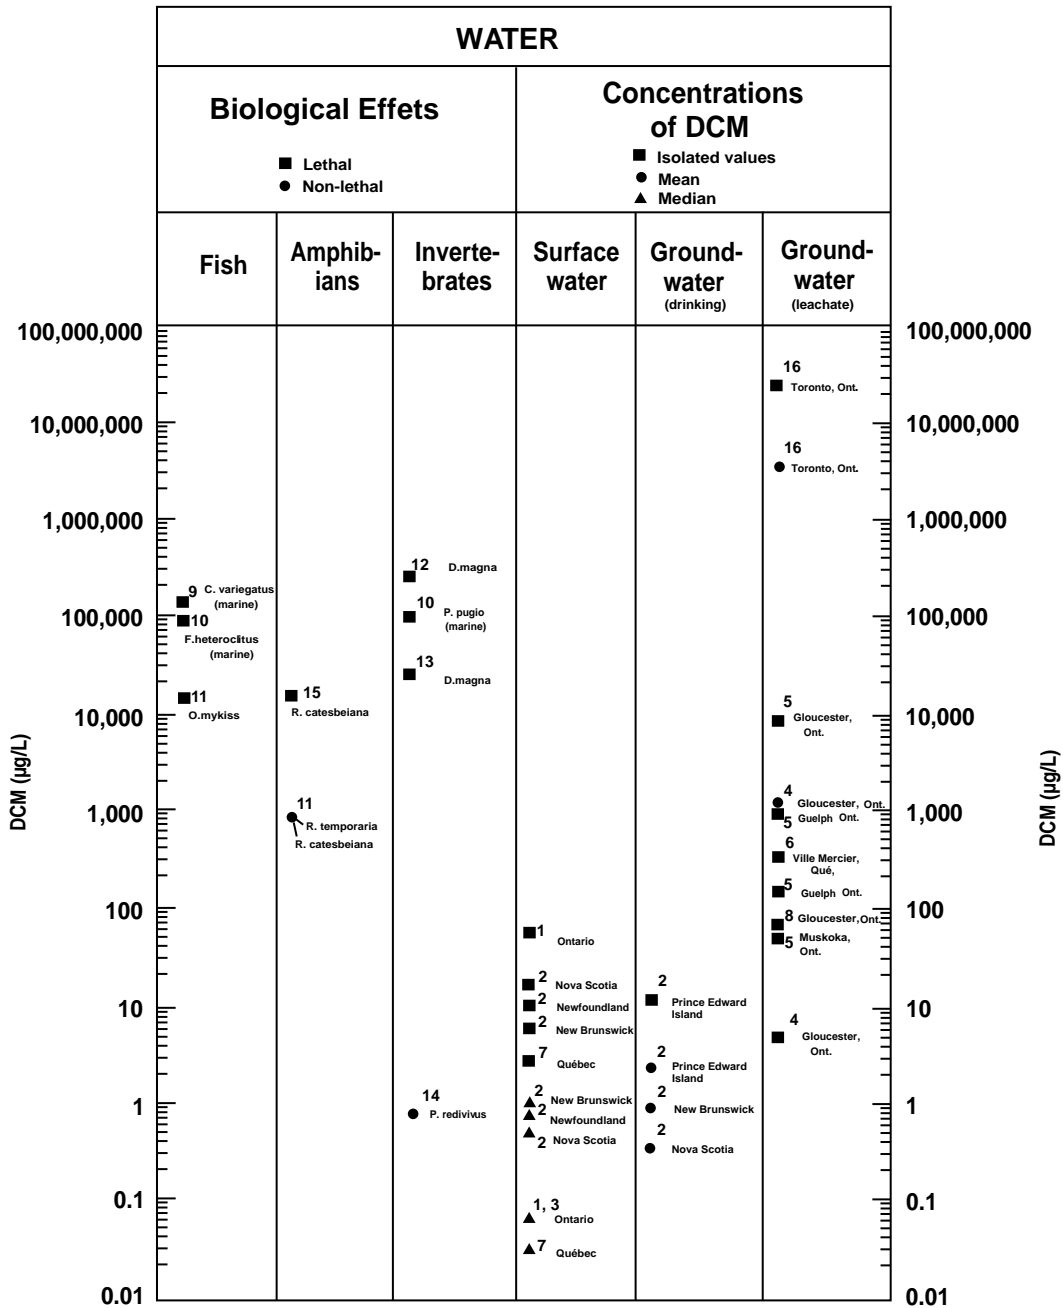 WATER
Biological Effets
■ Lethal
● Non-lethal
Concentrations
of DCM
■ Isolated values
● Mean
▲ Median
Fish
Amphib-
ians
Inverte-
brates
Surface
water
Ground-
water
(drinking)
Ground-
water
(leachate)
DCM (µg/L)
100,000,000
10,000,000
1,000,000
100,000
10,000
1,000
100
10
1
0.1
0.01
9 C. variegatus
(marine)
10
F.heteroclitus
(marine)
11
O.mykiss
15
R. catesbeiana
11
R. temporaria
R. catesbeiana
12 D.magna
10 P. pugio
(marine)
13
D.magna
14
P. redivivus
1
Ontario
2
Nova Scotia
2
Newfoundland
2
New Brunswick
7
Québec
2
New Brunswick
2
Newfoundland
2 Nova Scotia
1, 3
Ontario
7
Québec
2
Prince Edward
Island
2
Prince Edward
Island
2
New Brunswick
2
Nova Scotia
16
Toronto, Ont.
16
Toronto, Ont.
5
Gloucester,
Ont.
4
Gloucester, Ont.
Guelph Ont.
5
6
Ville Mercier,
Qué,
5
Guelph Ont.
8 Gloucester,Ont.
Muskoka,
5
Ont.
4
Gloucester,
Ont.
100,000,000
10,000,000
1,000,000
100,000
10,000
1,000
100
10
1
0.1
0.01
DCM (µg/L)